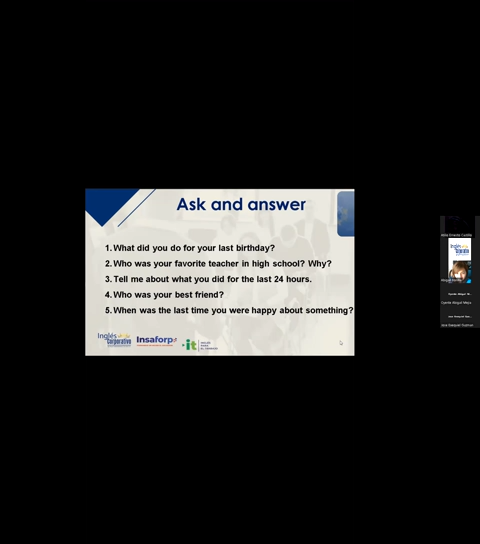 Ask and answer
1. What did you do for your last birthday?
2. Who was your favorite teacher in high school? Why?
3. Tell me about what you did for the last 24 hours.
4. Who was your best friend?
5. When was the last time you were happy about something?
Inglés
Corporativo
Insaforp
it